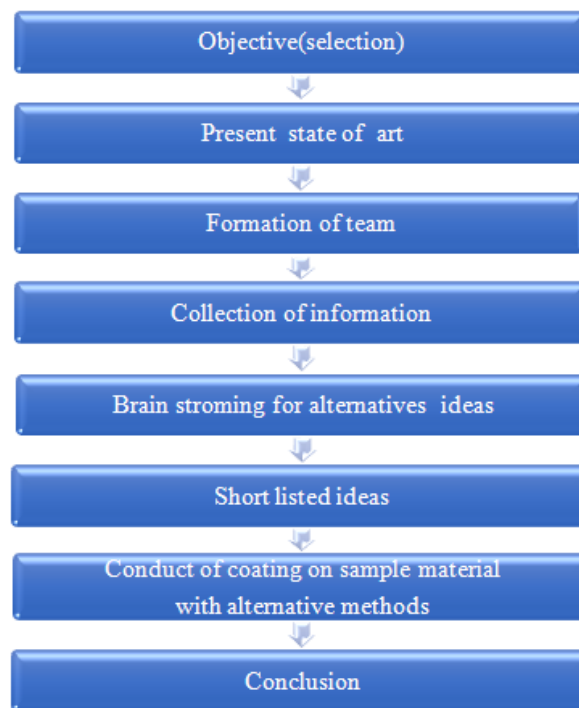 Objective(selection)
Present state of art
Formation of team
Collection of information
Brain stroming for alternatives ideas
Short listed ideas
Conduct of coating on sample material
with alternative methods
Conclusion